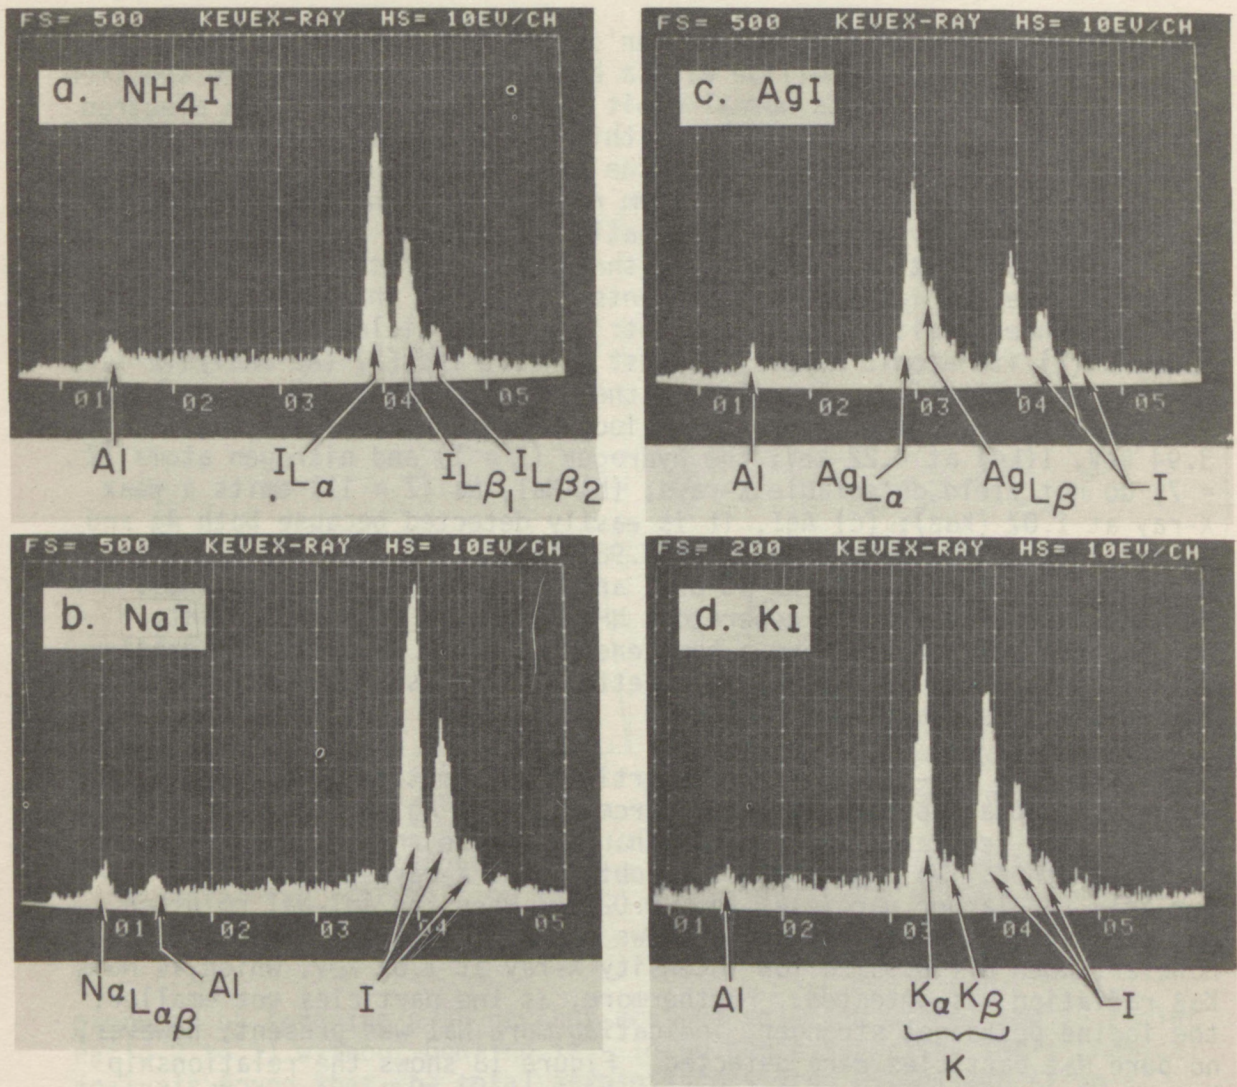 FS= 500 KEVEX-RAY HS= 10EV/CH
a. NH4I
01 02 03 04 05
Al ILα ILβ1 ILβ2
FS= 500 KEVEX-RAY HS= 10EV/CH
c. AgI
01 02 03 04 05
Al AgLα AgLβ I
FS= 500 KEVEX-RAY HS= 10EV/CH
b. NaI
01 02 03 04 05
NαLαβ Al I
FS= 200 KEVEX-RAY HS= 10EV/CH
d. KI
01 02 03 04 05
Al Kα Kβ I
K